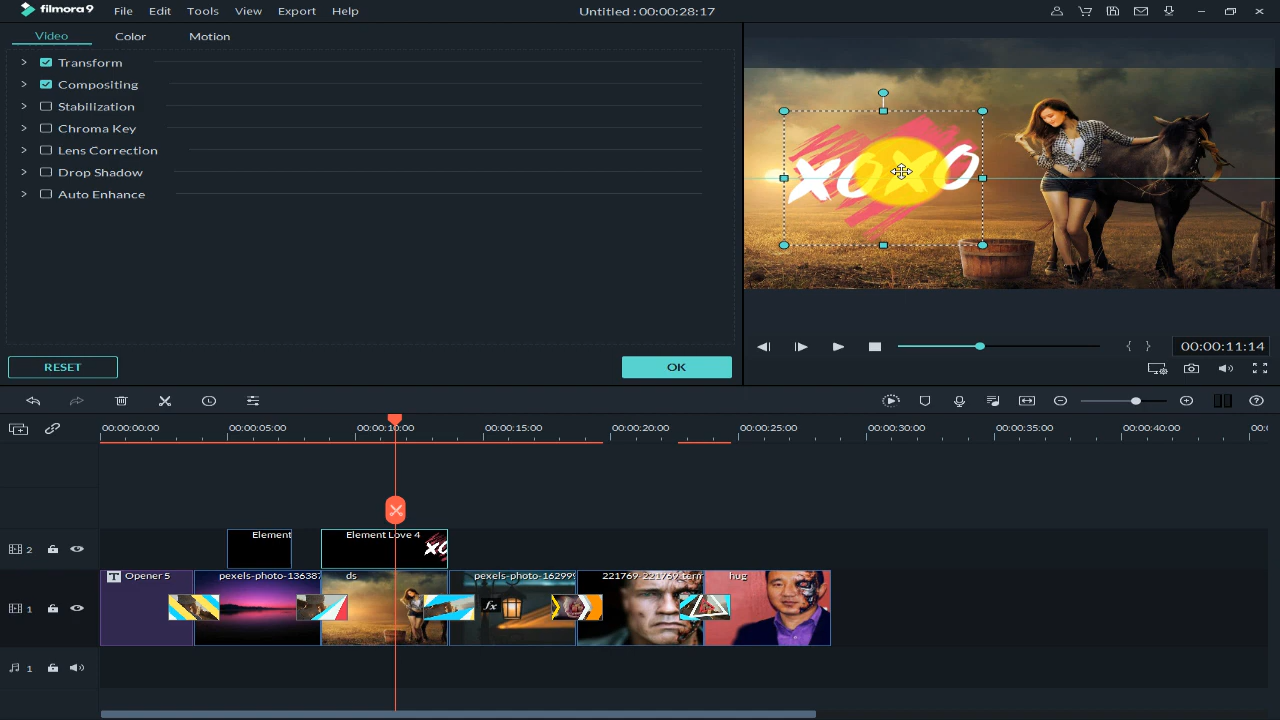 filmora9 File Edit Tools View Export Help Untitled : 00:00:28:17
Video Color Motion
Transform
Compositing
Stabilization
Chroma Key
Lens Correction
Drop Shadow
Auto Enhance
RESET OK
XOXO
{ } 00:00:11:14
00:00:00:00 00:00:05:00 00:00:10:00 00:00:15:00 00:00:20:00 00:00:25:00 00:00:30:00 00:00:35:00 00:00:40:00
2 Element Element Love 4 XO
1 T Opener 5 pexels-photo-136387 ds pexels-photo-16299 221769-221769-term hug
fx
1